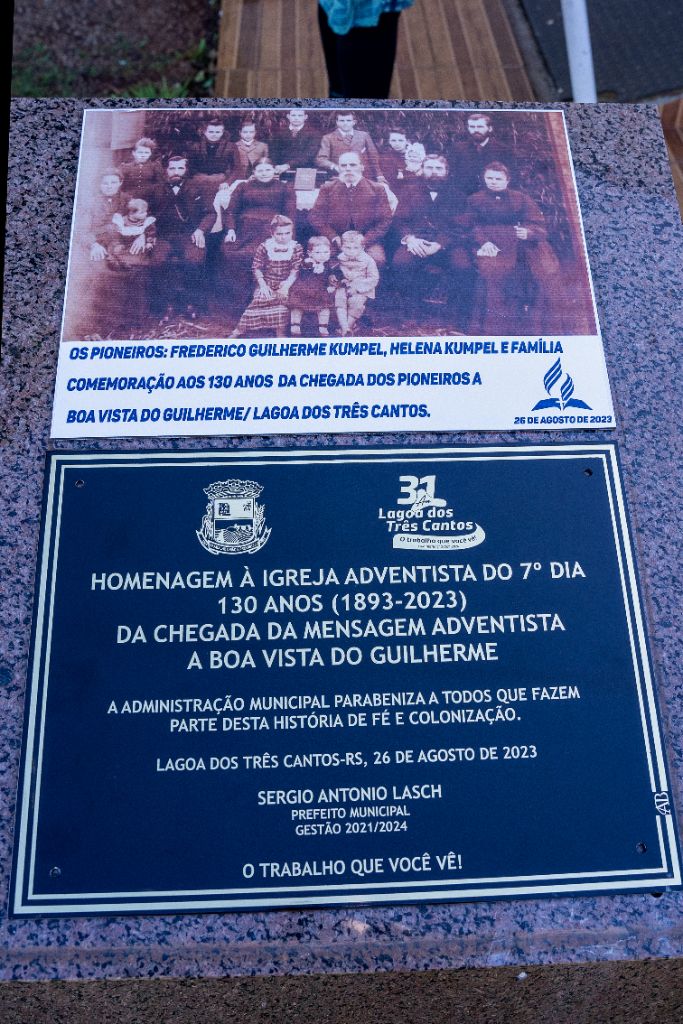 OS PIONEIROS: FREDERICO GUILHERME KUMPEL, HELENA KUMPEL E FAMÍLIA
COMEMORAÇÃO AOS 130 ANOS DA CHEGADA DOS PIONEIROS A
BOA VISTA DO GUILHERME/ LAGOA DOS TRÊS CANTOS.
26 DE AGOSTO DE 2023
31
Lagoa dos
Três Cantos
O trabalho que você vê!
HOMENAGEM À IGREJA ADVENTISTA DO 7º DIA
130 ANOS (1893-2023)
DA CHEGADA DA MENSAGEM ADVENTISTA
A BOA VISTA DO GUILHERME
A ADMINISTRAÇÃO MUNICIPAL PARABENIZA A TODOS QUE FAZEM
PARTE DESTA HISTÓRIA DE FÉ E COLONIZAÇÃO.
LAGOA DOS TRÊS CANTOS-RS, 26 DE AGOSTO DE 2023
SERGIO ANTONIO LASCH
PREFEITO MUNICIPAL
GESTÃO 2021/2024
AB
O TRABALHO QUE VOCÊ VÊ!